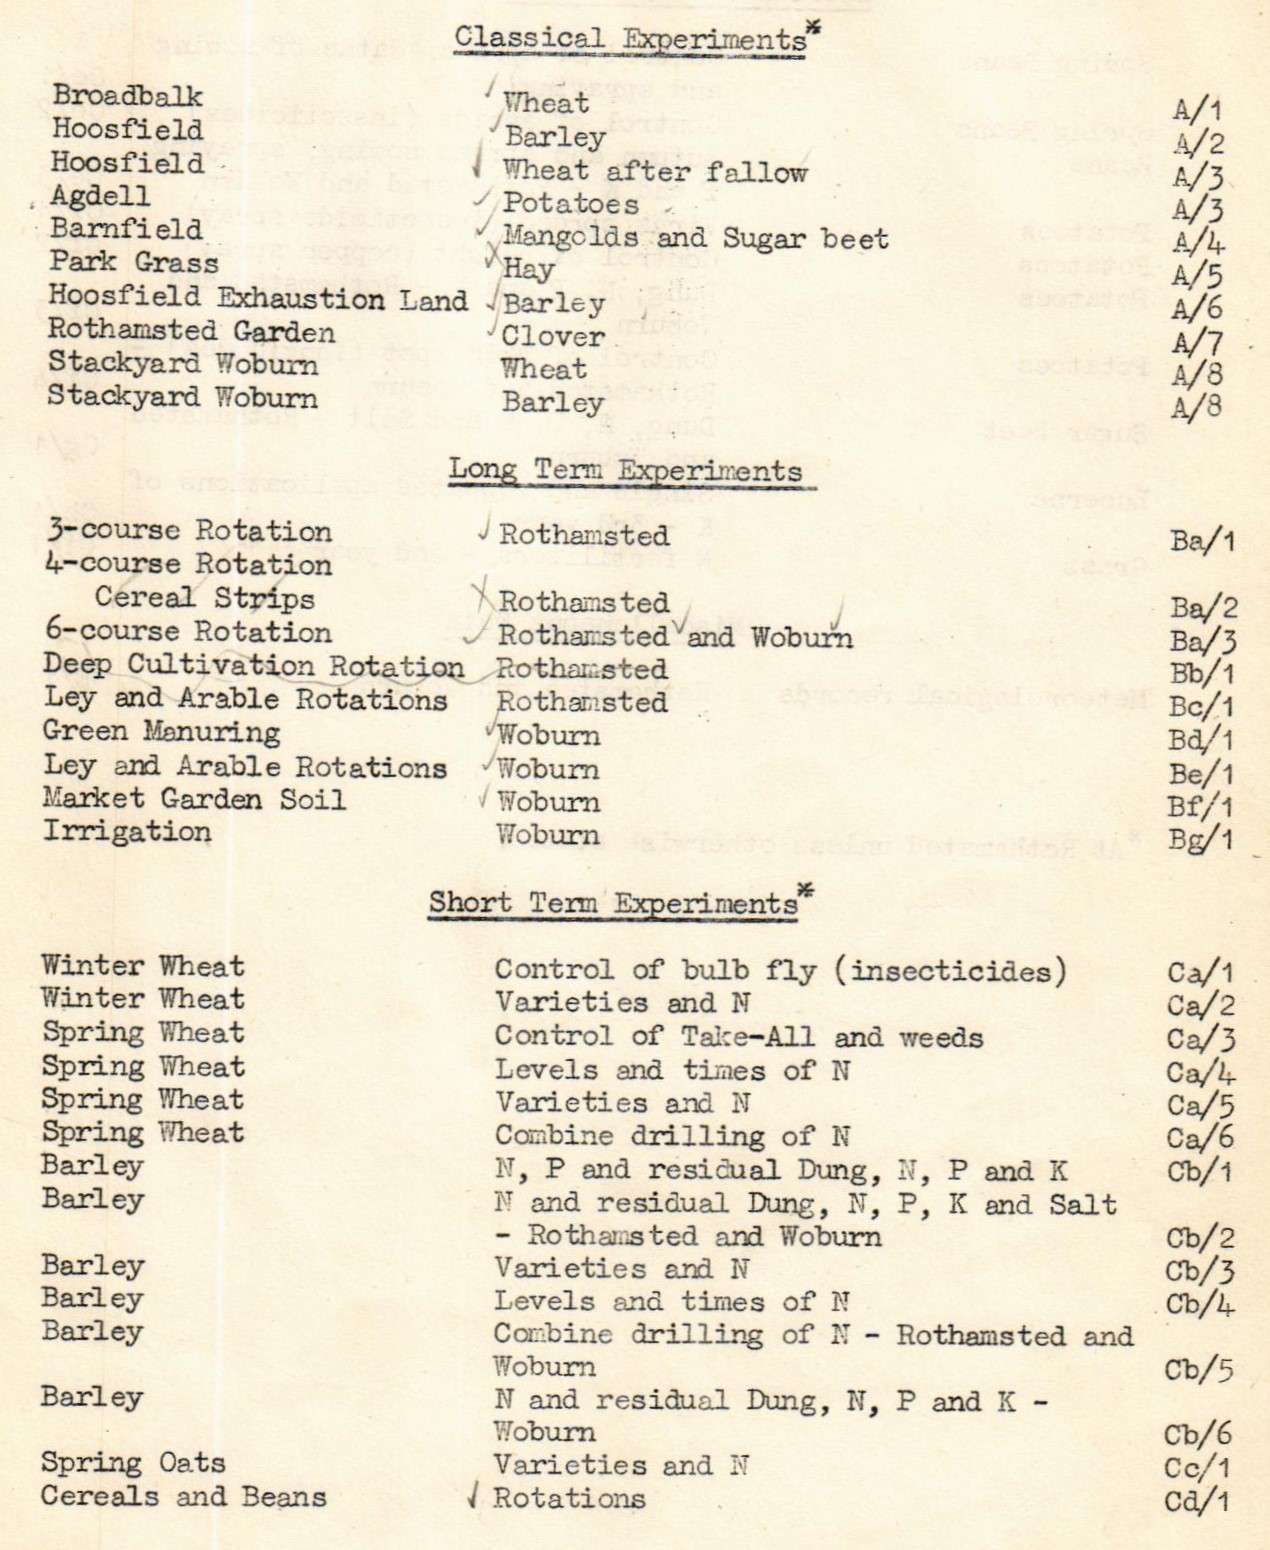 Classical Experiments*
Broadbalk Wheat A/1
Hoosfield Barley A/2
Hoosfield Wheat after fallow A/3
Agdell Potatoes A/3
Barnfield Mangolds and Sugar beet A/4
Park Grass Hay A/5
Hoosfield Exhaustion Land Barley A/6
Rothamsted Garden Clover A/7
Stackyard Woburn Wheat A/8
Stackyard Woburn Barley A/8
Long Term Experiments
3-course Rotation Rothamsted Ba/1
4-course Rotation
Cereal Strips Rothamsted Ba/2
6-course Rotation Rothamsted and Woburn Ba/3
Deep Cultivation Rotation Rothamsted Bb/1
Ley and Arable Rotations Rothamsted Bc/1
Green Manuring Woburn Bd/1
Ley and Arable Rotations Woburn Be/1
Market Garden Soil Woburn Bf/1
Irrigation Woburn Bg/1
Short Term Experiments*
Winter Wheat Control of bulb fly (insecticides) Ca/1
Winter Wheat Varieties and N Ca/2
Spring Wheat Control of Take-All and weeds Ca/3
Spring Wheat Levels and times of N Ca/4
Spring Wheat Varieties and N Ca/5
Spring Wheat Combine drilling of N Ca/6
Barley N, P and residual Dung, N, P and K Cb/1
Barley N and residual Dung, N, P, K and Salt
- Rothamsted and Woburn Cb/2
Barley Varieties and N Cb/3
Barley Levels and times of N Cb/4
Barley Combine drilling of N - Rothamsted and
Woburn Cb/5
Barley N and residual Dung, N, P and K -
Woburn Cb/6
Spring Oats Varieties and N Cc/1
Cereals and Beans Rotations Cd/1